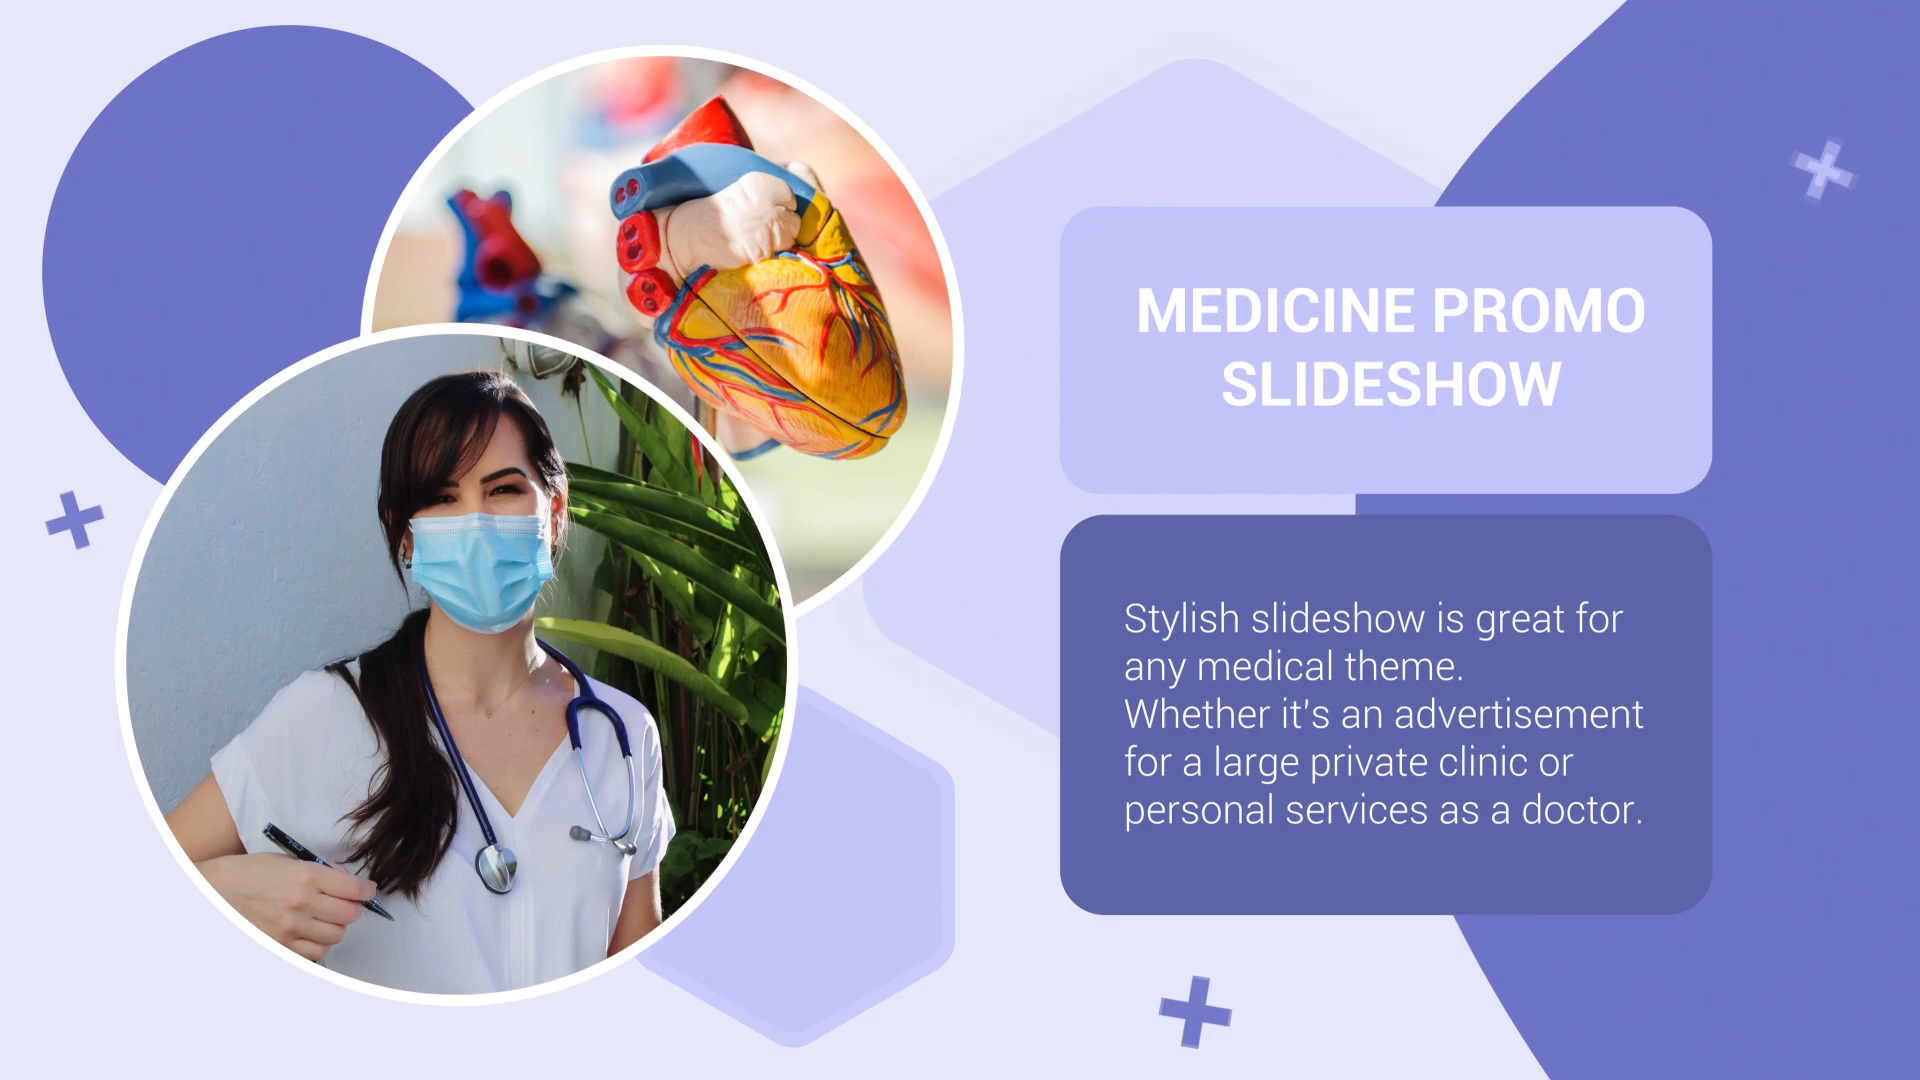 MEDICINE PROMO
SLIDESHOW
Stylish slideshow is great for
any medical theme.
Whether it's an advertisement
for a large private clinic or
personal services as a doctor.